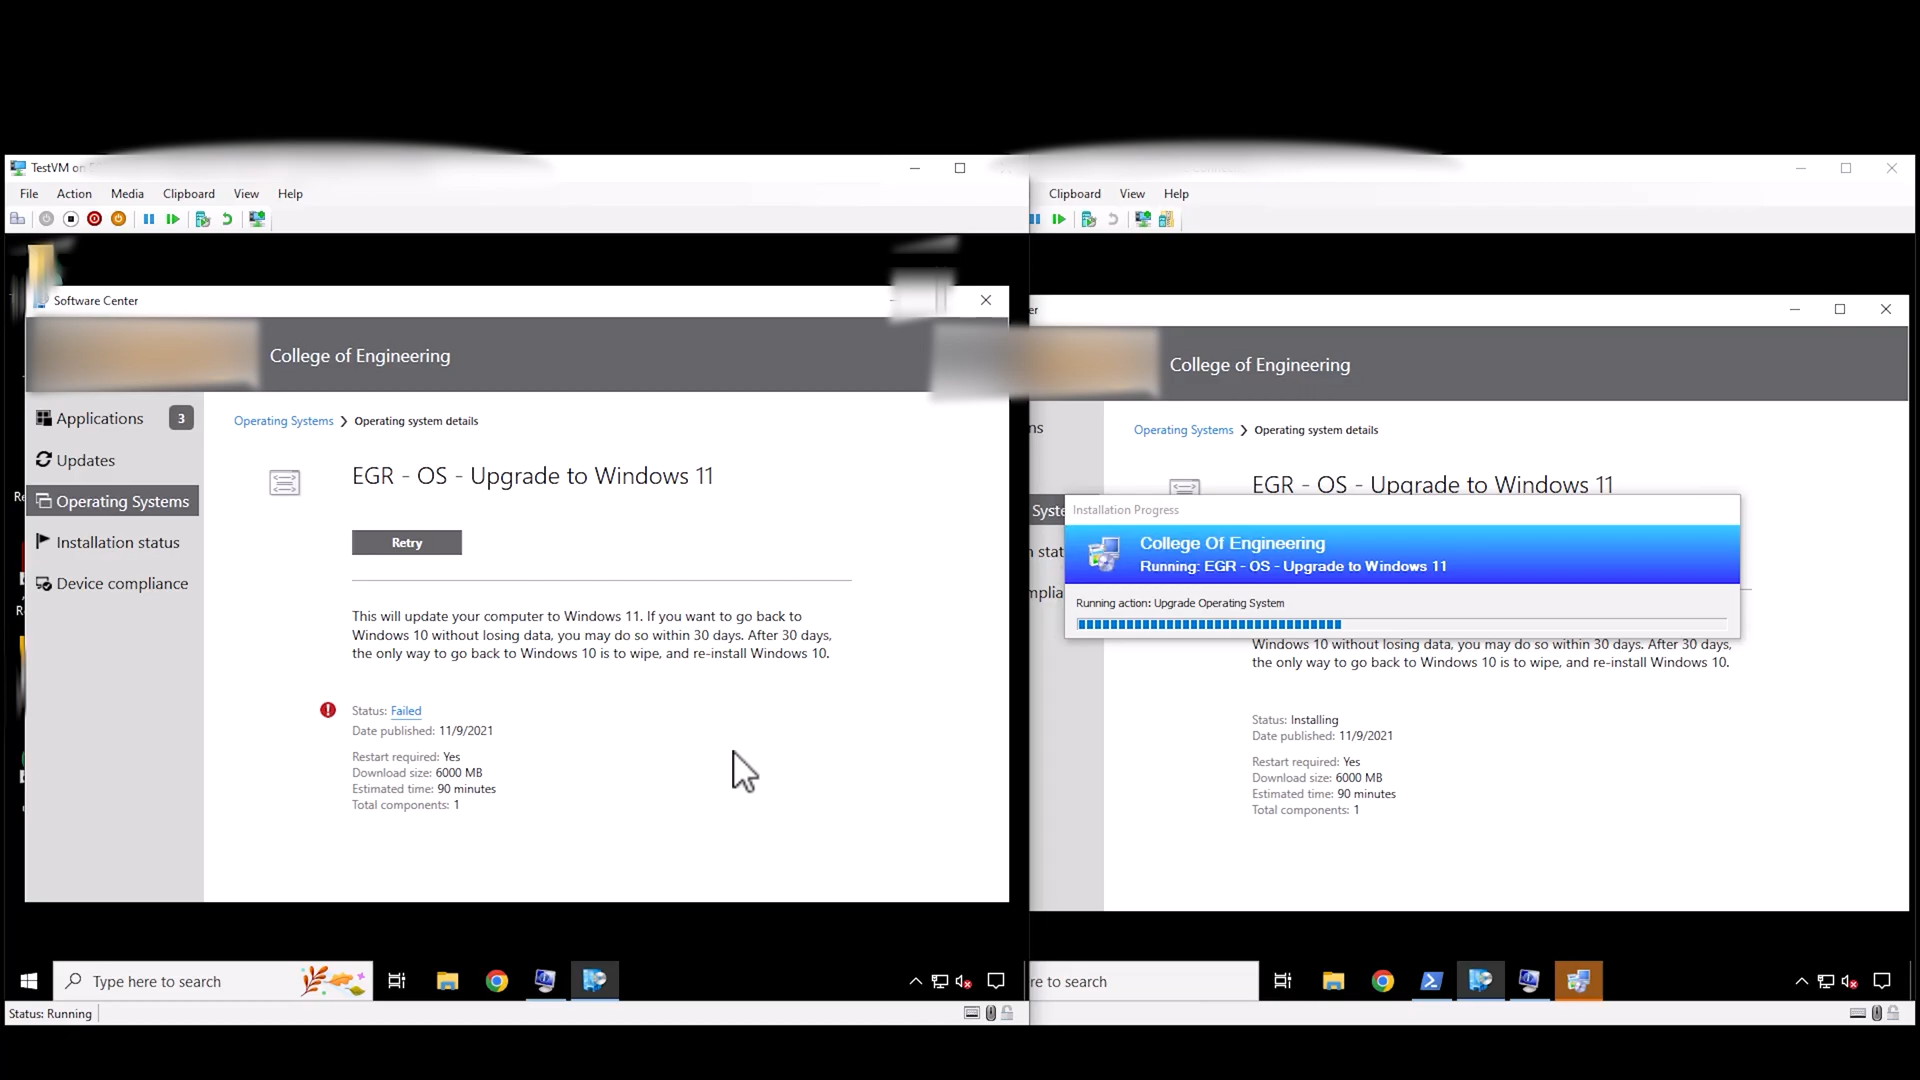 TestVM on
File Action Media Clipboard View Help
Software Center
College of Engineering
Applications 3
Updates
Operating Systems
Installation status
Device compliance
Operating Systems > Operating system details
EGR - OS - Upgrade to Windows 11
Retry
This will update your computer to Windows 11. If you want to go back to
Windows 10 without losing data, you may do so within 30 days. After 30 days,
the only way to go back to Windows 10 is to wipe, and re-install Windows 10.
Status: Failed
Date published: 11/9/2021
Restart required: Yes
Download size: 6000 MB
Estimated time: 90 minutes
Total components: 1
Type here to search
Status: Running
Clipboard View Help
er
College of Engineering
ns
Syste
n stat
mplia
Operating Systems > Operating system details
EGR - OS - Upgrade to Windows 11
Installation Progress
College Of Engineering
Running: EGR - OS - Upgrade to Windows 11
Running action: Upgrade Operating System
Windows 10 without losing data, you may do so within 30 days. After 30 days,
the only way to go back to Windows 10 is to wipe, and re-install Windows 10.
Status: Installing
Date published: 11/9/2021
Restart required: Yes
Download size: 6000 MB
Estimated time: 90 minutes
Total components: 1
re to search